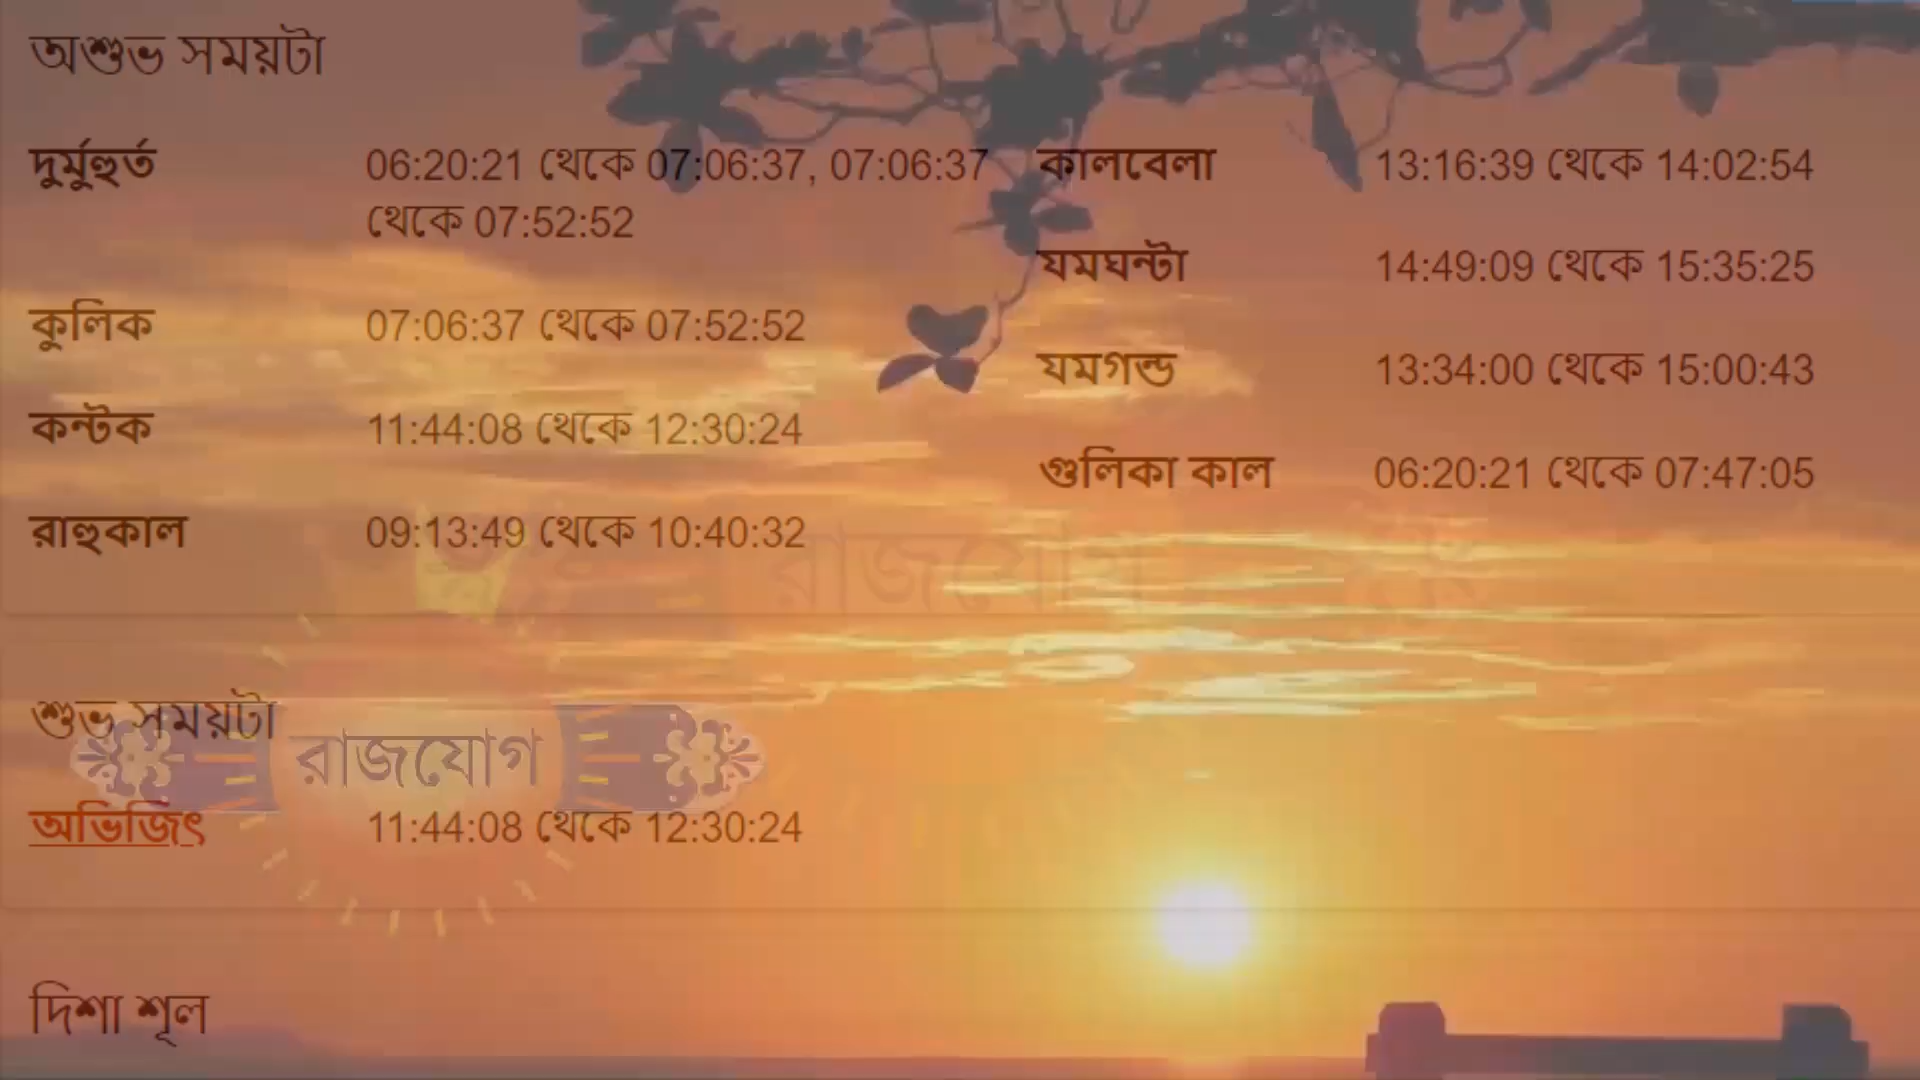 অশুভ সময়টা
দুর্মুহুর্ত 06:20:21 থেকে 07:06:37, 07:06:37
থেকে 07:52:52
কুলিক 07:06:37 থেকে 07:52:52
কন্টক 11:44:08 থেকে 12:30:24
রাহুকাল 09:13:49 থেকে 10:40:32
কালবেলা 13:16:39 থেকে 14:02:54
যমঘন্টা 14:49:09 থেকে 15:35:25
যমগন্ড 13:34:00 থেকে 15:00:43
গুলিকা কাল 06:20:21 থেকে 07:47:05
রাজযোগ
শুভ সময়টা
রাজযোগ
অভিজিৎ 11:44:08 থেকে 12:30:24
দিশা শূল